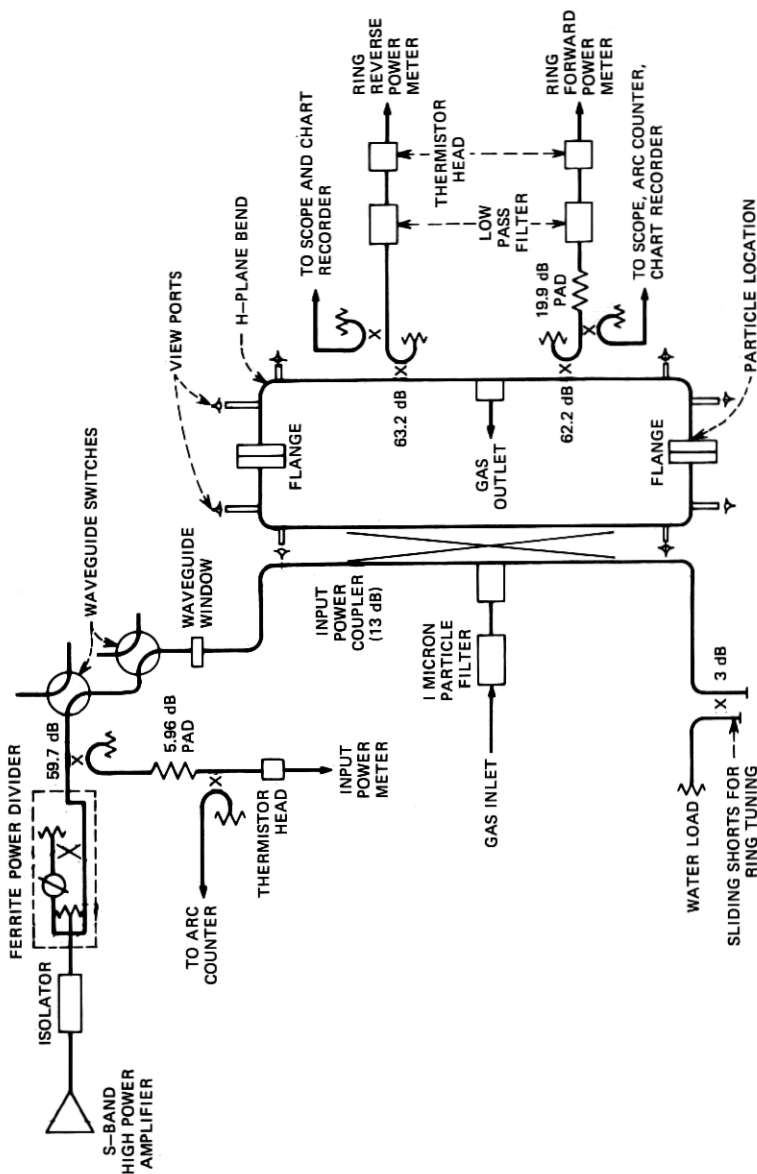 S–BAND
HIGH POWER
AMPLIFIER
ISOLATOR
FERRITE POWER DIVIDER
59.7 dB
5.96 dB
PAD
TO ARC
COUNTER
THERMISTOR
HEAD
INPUT
POWER
METER
WAVEGUIDE SWITCHES
WAVEGUIDE
WINDOW
INPUT
POWER
COUPLER
(13 dB)
GAS INLET
1 MICRON
PARTICLE
FILTER
WATER LOAD
3 dB
SLIDING SHORTS FOR
RING TUNING
VIEW PORTS
H–PLANE BEND
FLANGE
GAS
OUTLET
FLANGE
63.2 dB
62.2 dB
TO SCOPE AND CHART
RECORDER
RING
REVERSE
POWER
METER
THERMISTOR
HEAD
LOW
PASS
FILTER
19.9 dB
PAD
RING
FORWARD
POWER
METER
TO SCOPE, ARC COUNTER,
CHART RECORDER
PARTICLE LOCATION
X
X
X
X
X
X
X
X